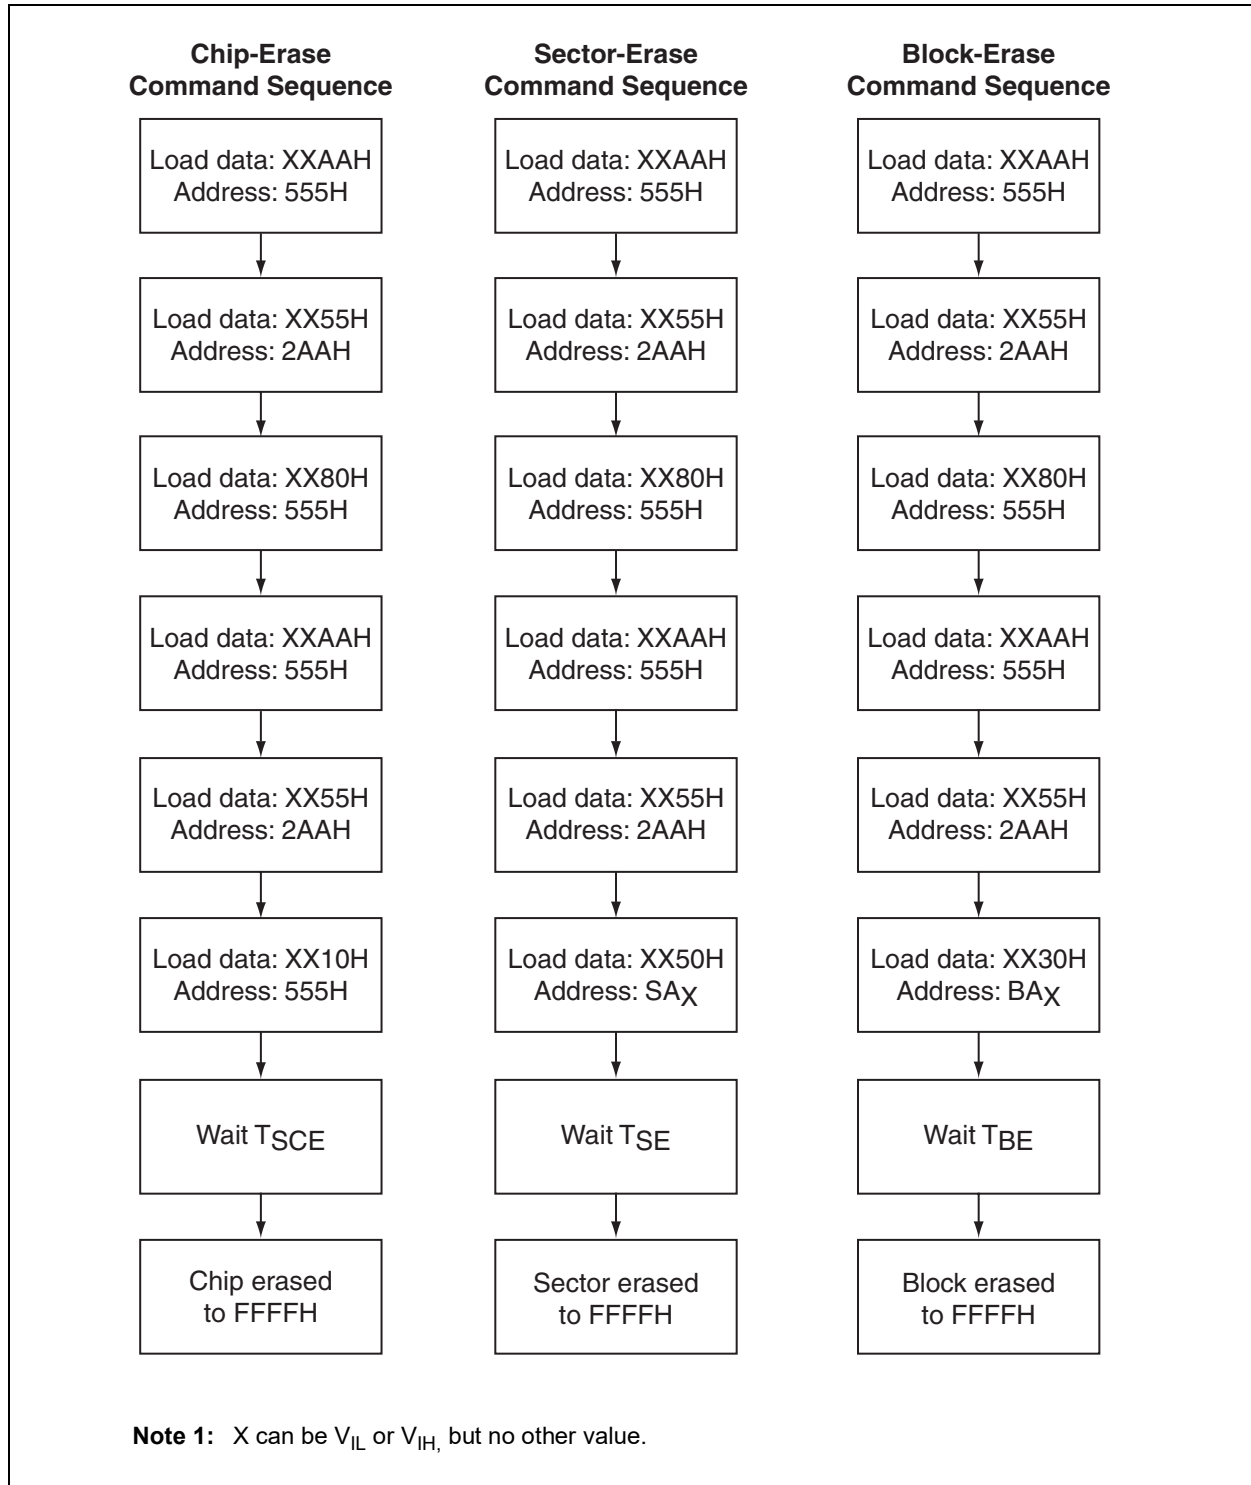 Chip-Erase
Command Sequence
Load data: XXAAH
Address: 555H
Load data: XX55H
Address: 2AAH
Load data: XX80H
Address: 555H
Load data: XXAAH
Address: 555H
Load data: XX55H
Address: 2AAH
Load data: XX10H
Address: 555H
Wait TSCE
Chip erased
to FFFFH
Sector-Erase
Command Sequence
Load data: XXAAH
Address: 555H
Load data: XX55H
Address: 2AAH
Load data: XX80H
Address: 555H
Load data: XXAAH
Address: 555H
Load data: XX55H
Address: 2AAH
Load data: XX50H
Address: SAX
Wait TSE
Sector erased
to FFFFH
Block-Erase
Command Sequence
Load data: XXAAH
Address: 555H
Load data: XX55H
Address: 2AAH
Load data: XX80H
Address: 555H
Load data: XXAAH
Address: 555H
Load data: XX55H
Address: 2AAH
Load data: XX30H
Address: BAX
Wait TBE
Block erased
to FFFFH
Note 1: X can be VIL or VIH, but no other value.